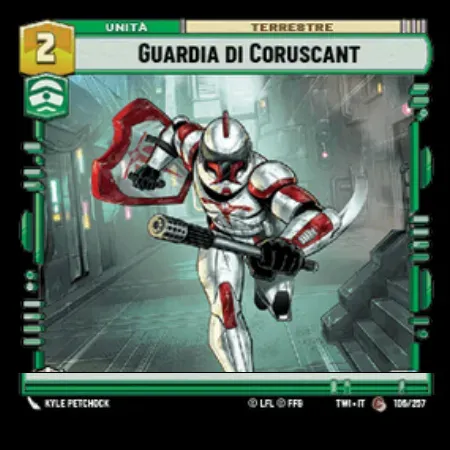 UNITÀ
TERRESTRE
2
GUARDIA DI CORUSCANT
KYLE PETCHOCK
© LFL © FFG
TWI • IT
106/257